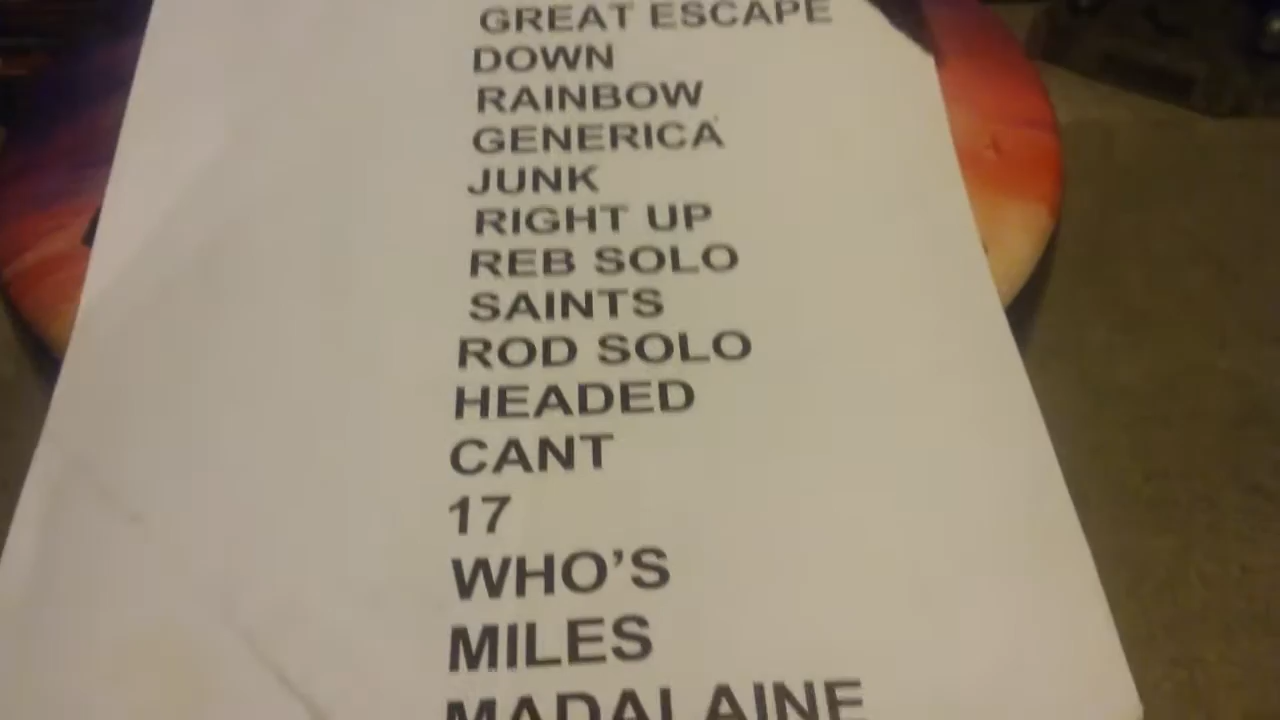 GREAT ESCAPE
DOWN
RAINBOW
GENERICA
JUNK
RIGHT UP
REB SOLO
SAINTS
ROD SOLO
HEADED
CANT
17
WHO'S
MILES
MADALAINE